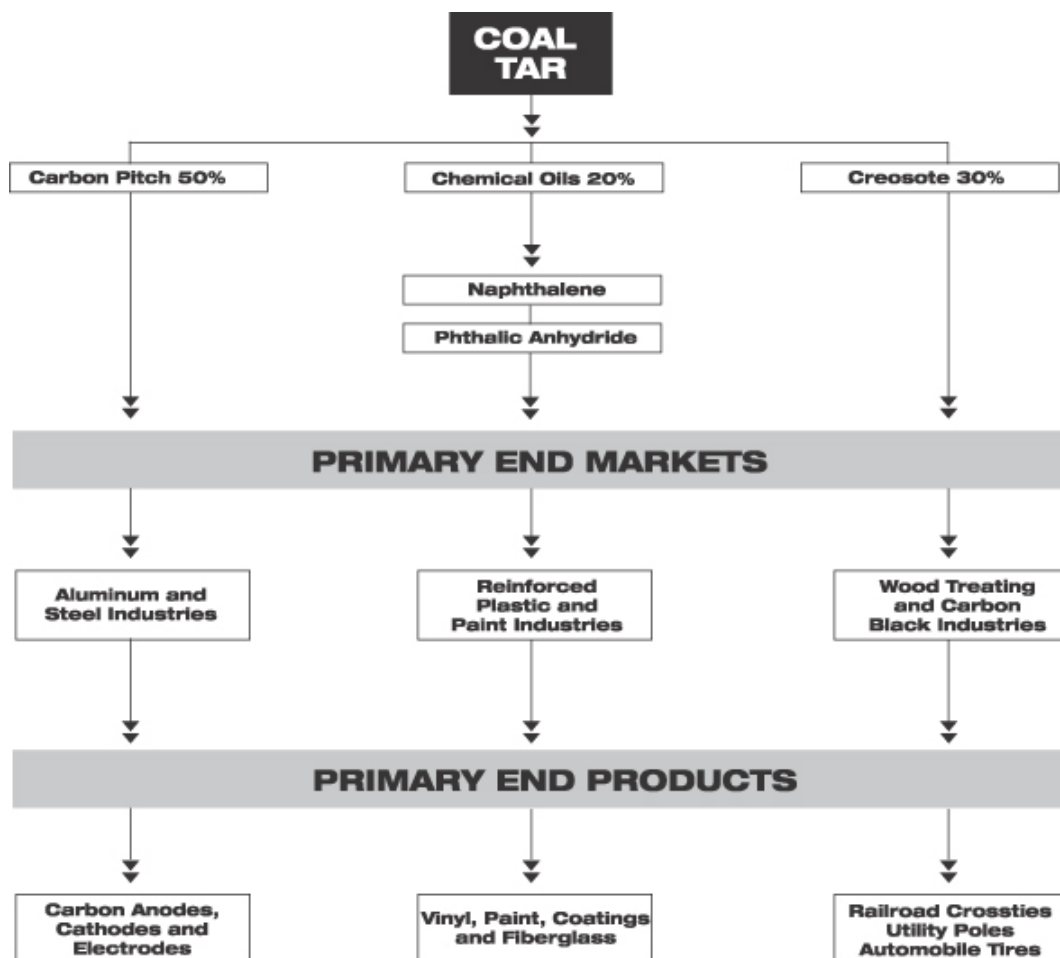 COAL
TAR
Carbon Pitch 50%
Chemical Oils 20%
Creosote 30%
Naphthalene
Phthalic Anhydride
PRIMARY END MARKETS
Aluminum and
Steel Industries
Reinforced
Plastic and
Paint Industries
Wood Treating
and Carbon
Black Industries
PRIMARY END PRODUCTS
Carbon Anodes,
Cathodes and
Electrodes
Vinyl, Paint, Coatings
and Fiberglass
Railroad Crossties
Utility Poles
Automobile Tires